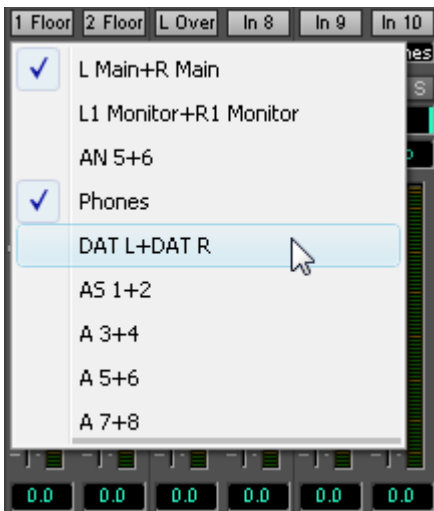 1 Floor 2 Floor L Over In 8 In 9 In 10
L Main+R Main
L1 Monitor+R1 Monitor
S
AN 5+6
Phones
DAT L+DAT R
AS 1+2
A 3+4
A 5+6
A 7+8
0.0 0.0 0.0 0.0 0.0 0.0